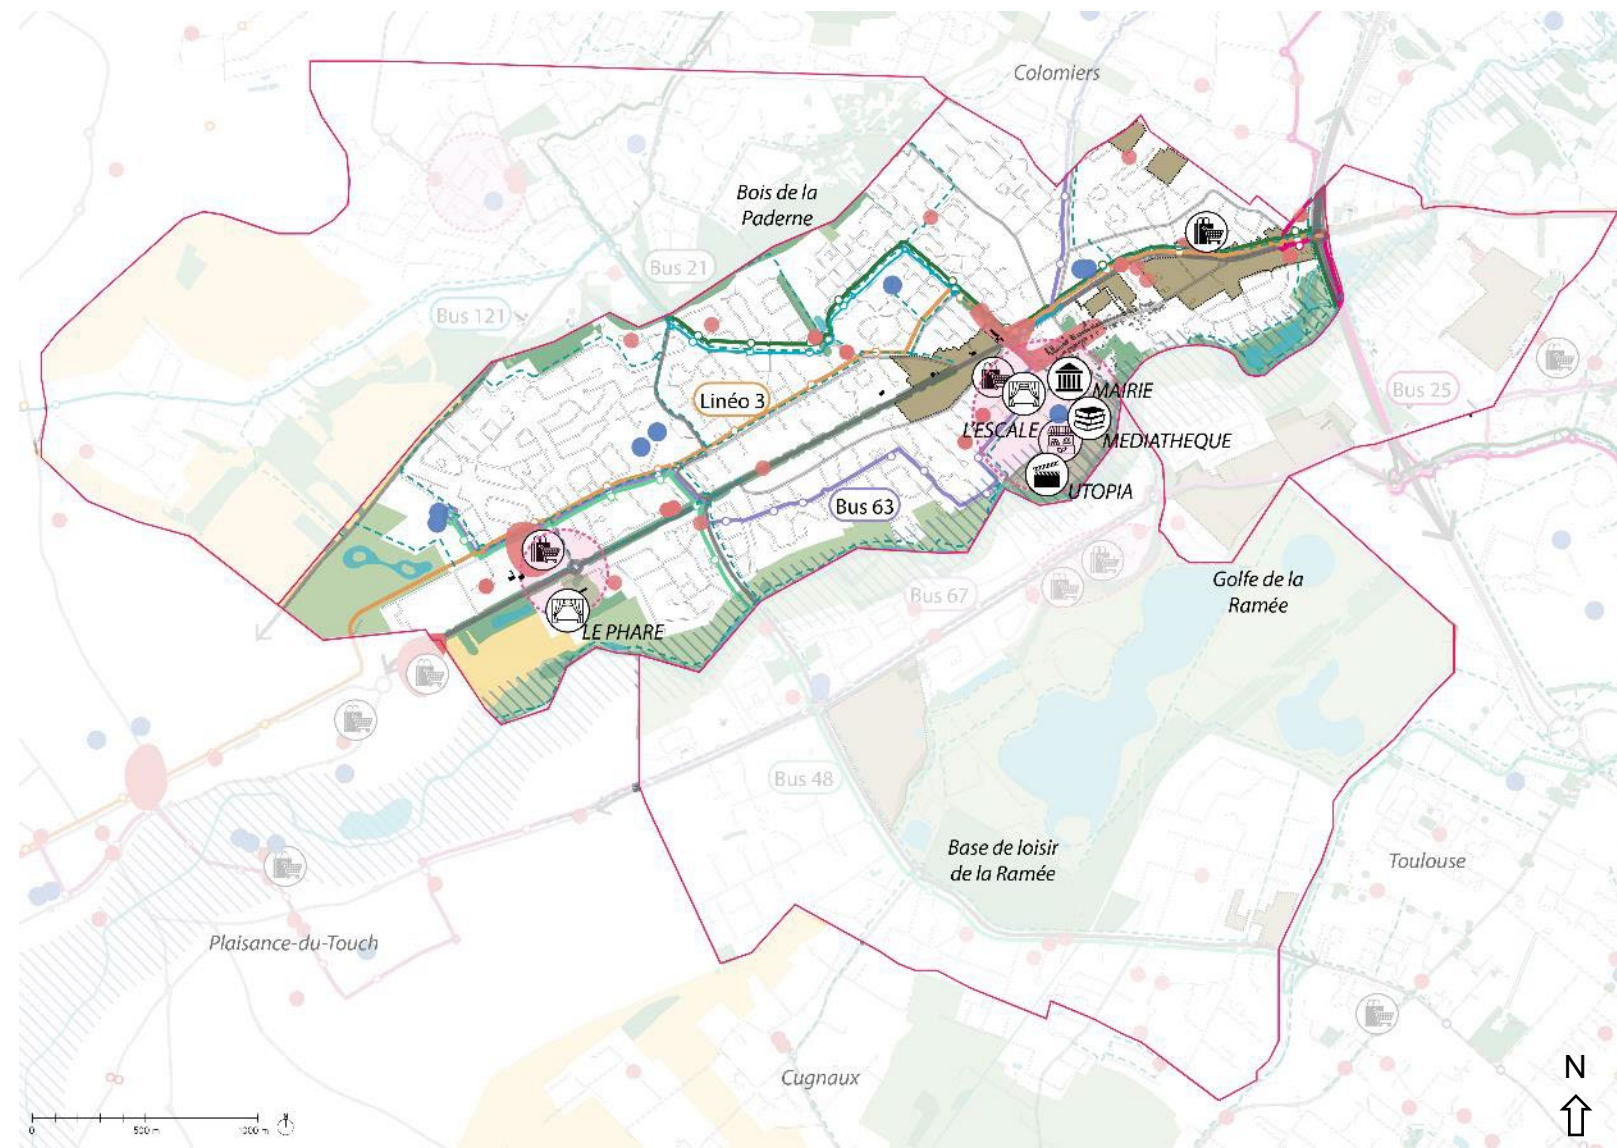 Colomiers
Bois de la
Paderne
Bus 21
Bus 121
Linéo 3
Bus 25
MAIRIE
L'ESCALE
MEDIATHEQUE
UTOPIA
Bus 63
Golfe de la
Ramée
Bus 67
LE PHARE
Bus 48
Base de loisir
de la Ramée
Toulouse
Plaisance-du-Touch
Cugnaux
N
0
500 m
1000 m